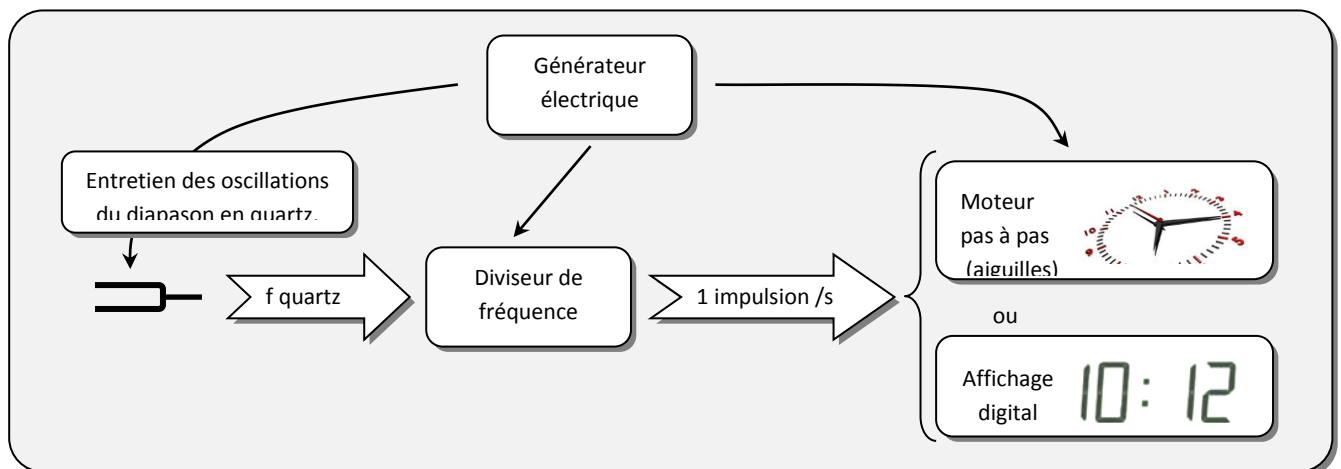 Générateur
électrique
Entretien des oscillations
du diapason en quartz.
f quartz
Diviseur de
fréquence
1 impulsion /s
Moteur
pas à pas
(aiguilles)
ou
Affichage
digital
10: 12